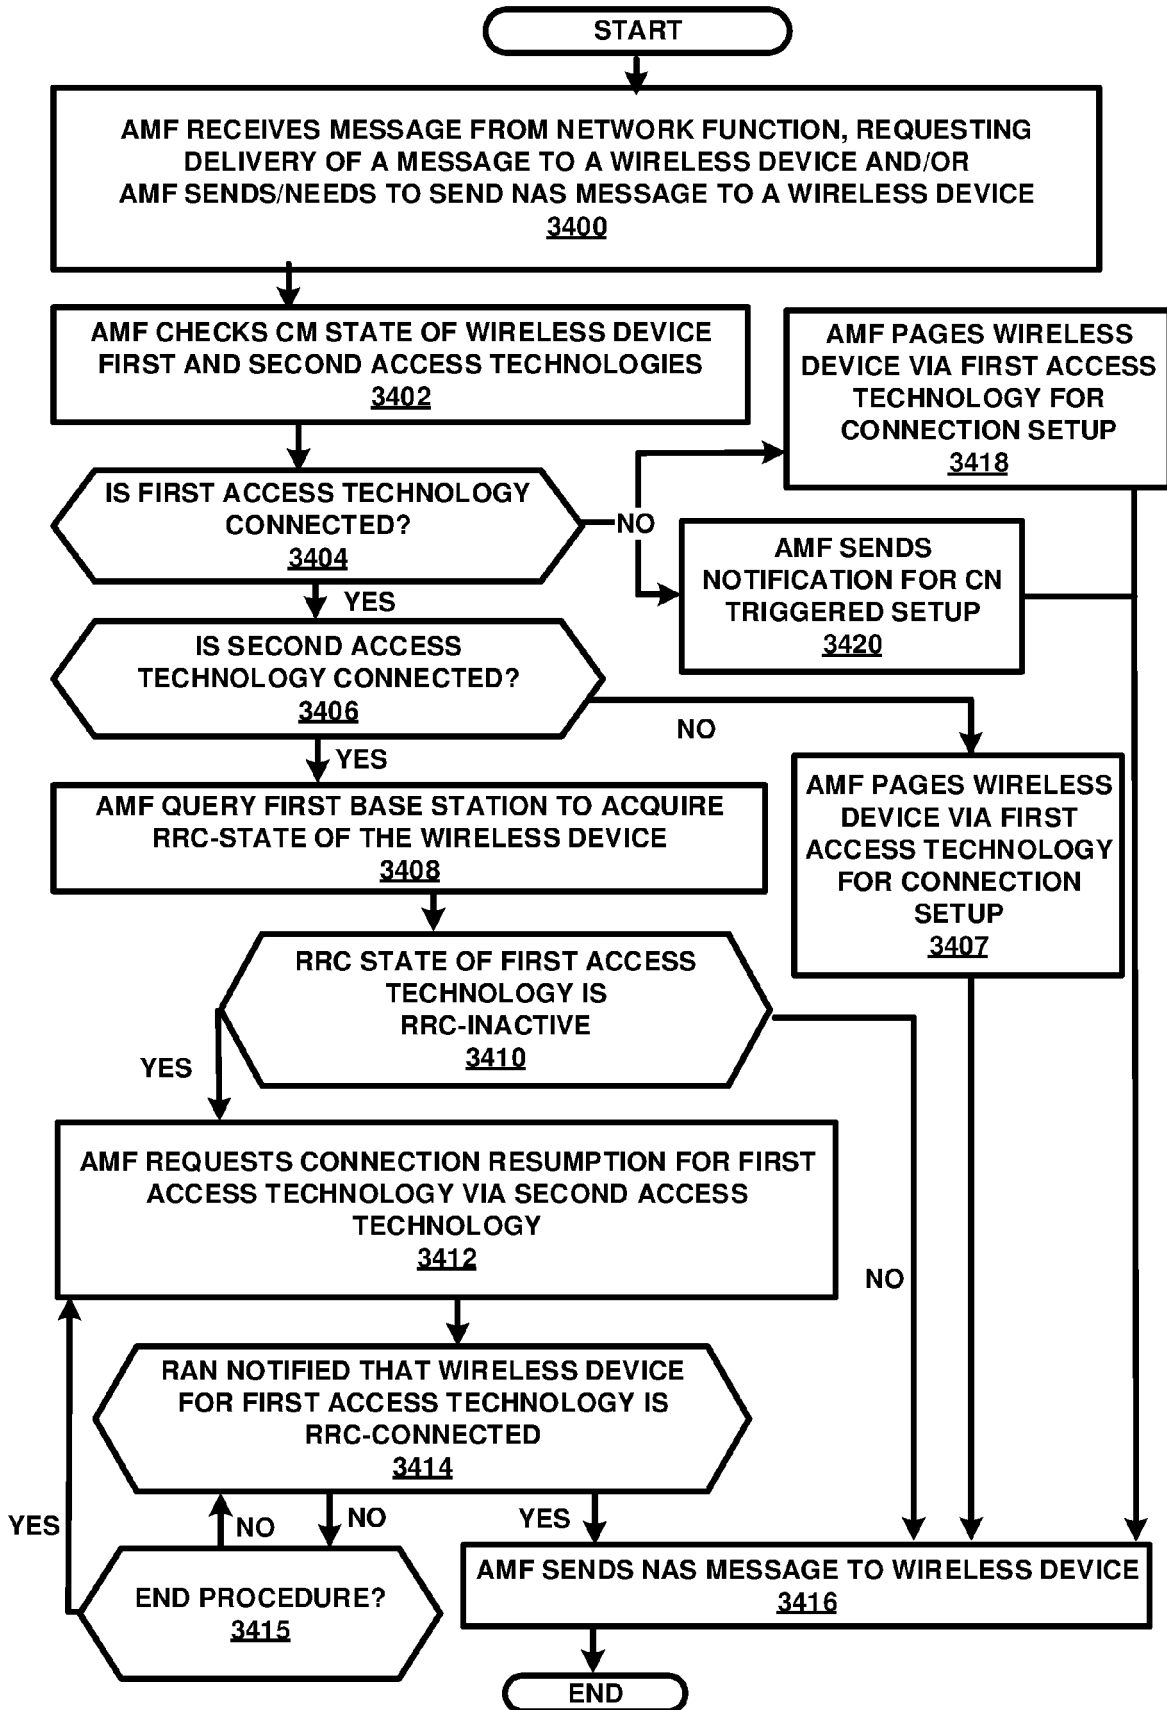 START
AMF RECEIVES MESSAGE FROM NETWORK FUNCTION, REQUESTING
DELIVERY OF A MESSAGE TO A WIRELESS DEVICE AND/OR
AMF SENDS/NEEDS TO SEND NAS MESSAGE TO A WIRELESS DEVICE
3400
AMF CHECKS CM STATE OF WIRELESS DEVICE
FIRST AND SECOND ACCESS TECHNOLOGIES
3402
AMF PAGES WIRELESS
DEVICE VIA FIRST ACCESS
TECHNOLOGY FOR
CONNECTION SETUP
3418
IS FIRST ACCESS TECHNOLOGY
CONNECTED?
3404
NO
AMF SENDS
NOTIFICATION FOR CN
TRIGGERED SETUP
3420
YES
IS SECOND ACCESS
TECHNOLOGY CONNECTED?
3406
NO
YES
AMF PAGES WIRELESS
DEVICE VIA FIRST
ACCESS TECHNOLOGY
FOR CONNECTION
SETUP
3407
AMF QUERY FIRST BASE STATION TO ACQUIRE
RRC-STATE OF THE WIRELESS DEVICE
3408
RRC STATE OF FIRST ACCESS
TECHNOLOGY IS
RRC-INACTIVE
3410
YES
AMF REQUESTS CONNECTION RESUMPTION FOR FIRST
ACCESS TECHNOLOGY VIA SECOND ACCESS
TECHNOLOGY
3412
NO
RAN NOTIFIED THAT WIRELESS DEVICE
FOR FIRST ACCESS TECHNOLOGY IS
RRC-CONNECTED
3414
YES
NO
NO
YES
END PROCEDURE?
3415
AMF SENDS NAS MESSAGE TO WIRELESS DEVICE
3416
END